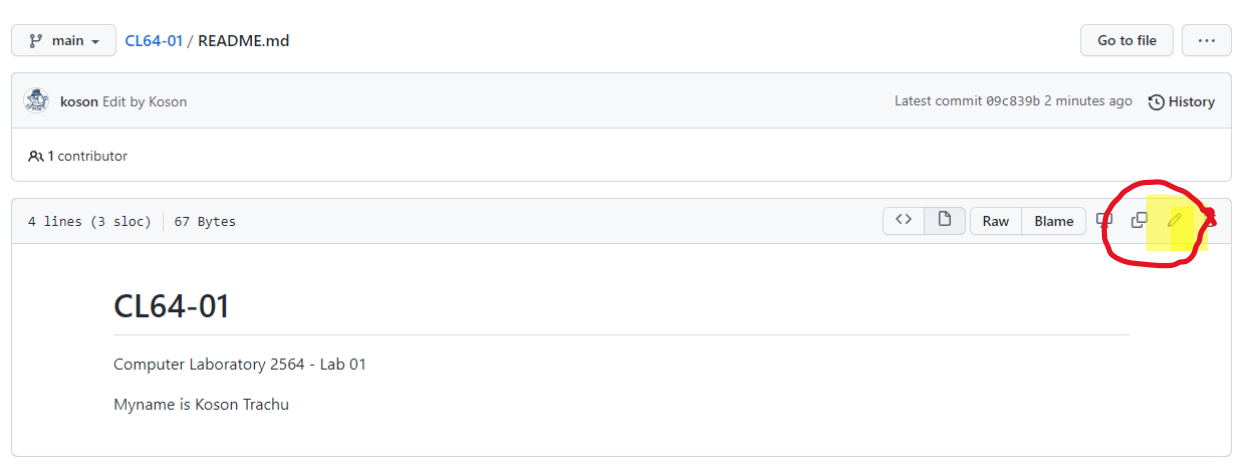 main
CL64-01 / README.md
Go to file
...
koson Edit by Koson
Latest commit 09c839b 2 minutes ago
History
1 contributor
4 lines (3 sloc) 67 Bytes
<>
Raw
Blame
CL64-01
Computer Laboratory 2564 - Lab 01
Myname is Koson Trachu